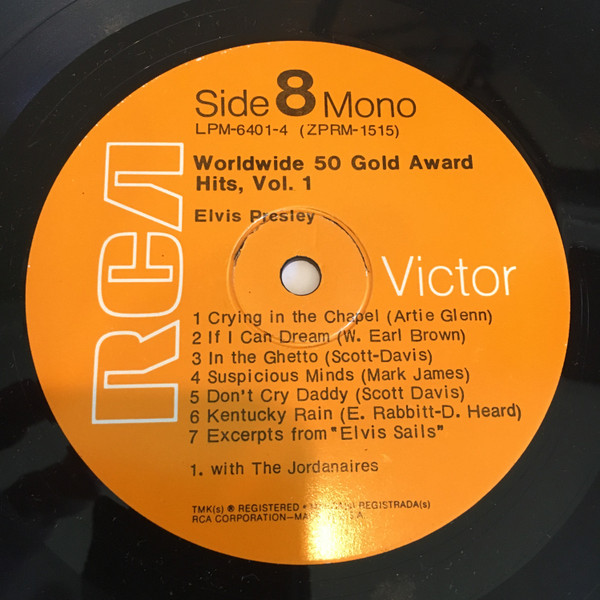 Side 8 Mono
LPM-6401-4 (ZPRM-1515)
Worldwide 50 Gold Award
Hits, Vol. 1
Elvis Presley
RCA
Victor
1 Crying in the Chapel (Artie Glenn)
2 If I Can Dream (W. Earl Brown)
3 In the Ghetto (Scott-Davis)
4 Suspicious Minds (Mark James)
5 Don't Cry Daddy (Scott Davis)
6 Kentucky Rain (E. Rabbitt-D. Heard)
7 Excerpts from "Elvis Sails"
1. with The Jordanaires
TMK(s) ® REGISTERED • MARCA(s) REGISTRADA(s)
RCA CORPORATION—